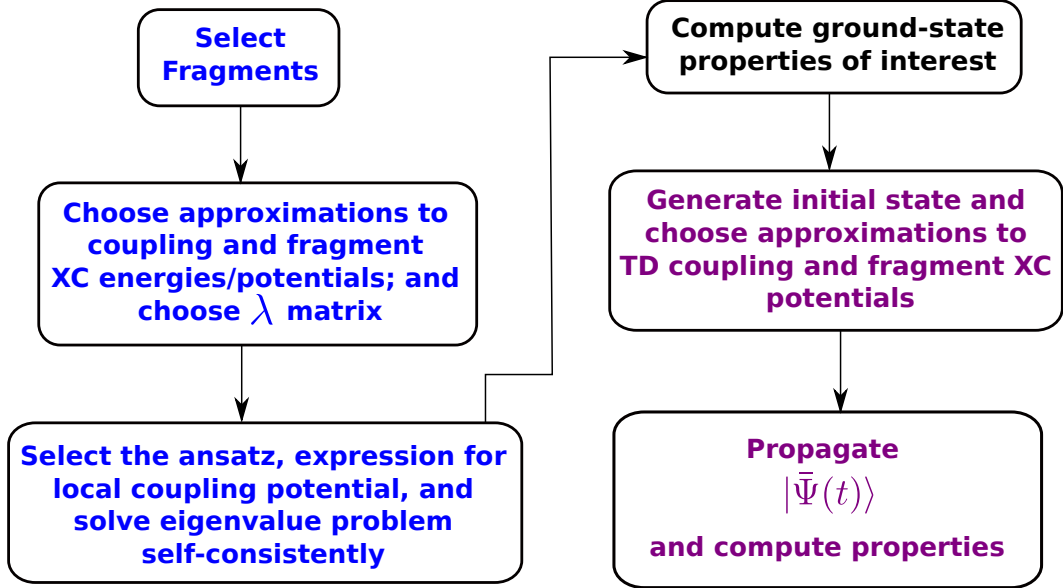 Select
Fragments
Choose approximations to
coupling and fragment
XC energies/potentials; and
choose λ matrix
Select the ansatz, expression for
local coupling potential, and
solve eigenvalue problem
self-consistently
Compute ground-state
properties of interest
Generate initial state and
choose approximations to
TD coupling and fragment XC
potentials
Propagate
|Ψ̄(t)⟩
and compute properties